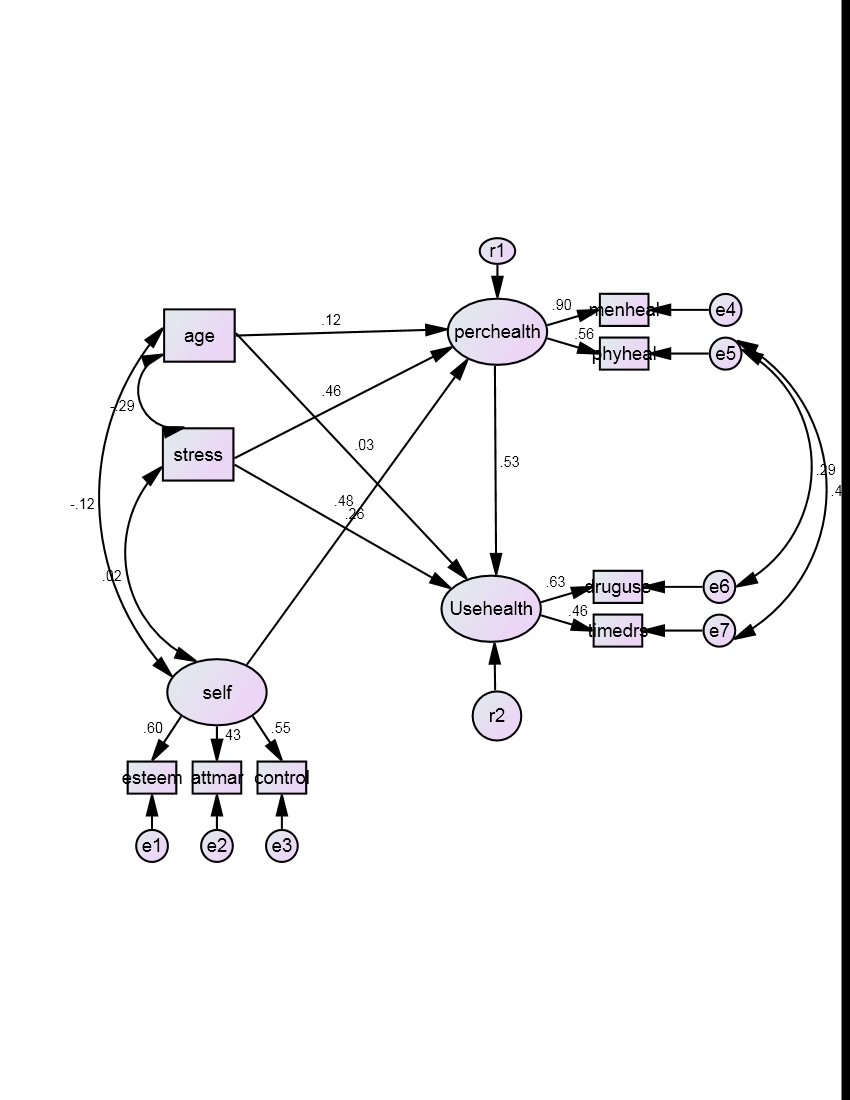 r1
.90
menheal
e4
age
.12
perchealth
.56
phyheal
e5
.46
-.29
.03
stress
.53
.29
.4
-.12
.48
.26
.02
.63
druguse
e6
Usehealth
.46
timedrs
e7
self
r2
.60
.43
.55
esteem
attmar
control
e1
e2
e3